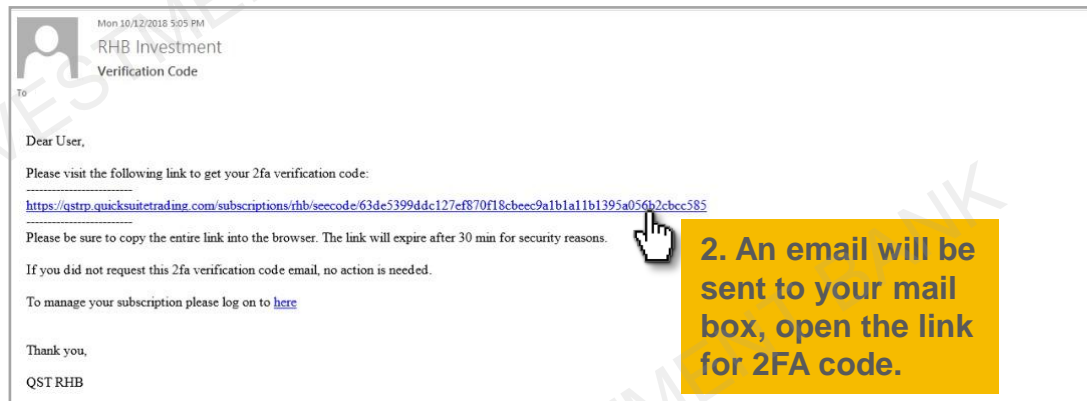 Mon 10/12/2018 5:05 PM
RHB Investment
Verification Code
To
Dear User,
Please visit the following link to get your 2fa verification code:
-------------------------
https://qstrp.quicksuitetrading.com/subscriptions/rhb/seecode/63de5399ddc127ef870f18cbeec9a1b1a11b1395a056b2cbcc585
-------------------------
Please be sure to copy the entire link into the browser. The link will expire after 30 min for security reasons.
If you did not request this 2fa verification code email, no action is needed.
To manage your subscription please log on to here
Thank you,
QST RHB
2. An email will be
sent to your mail
box, open the link
for 2FA code.